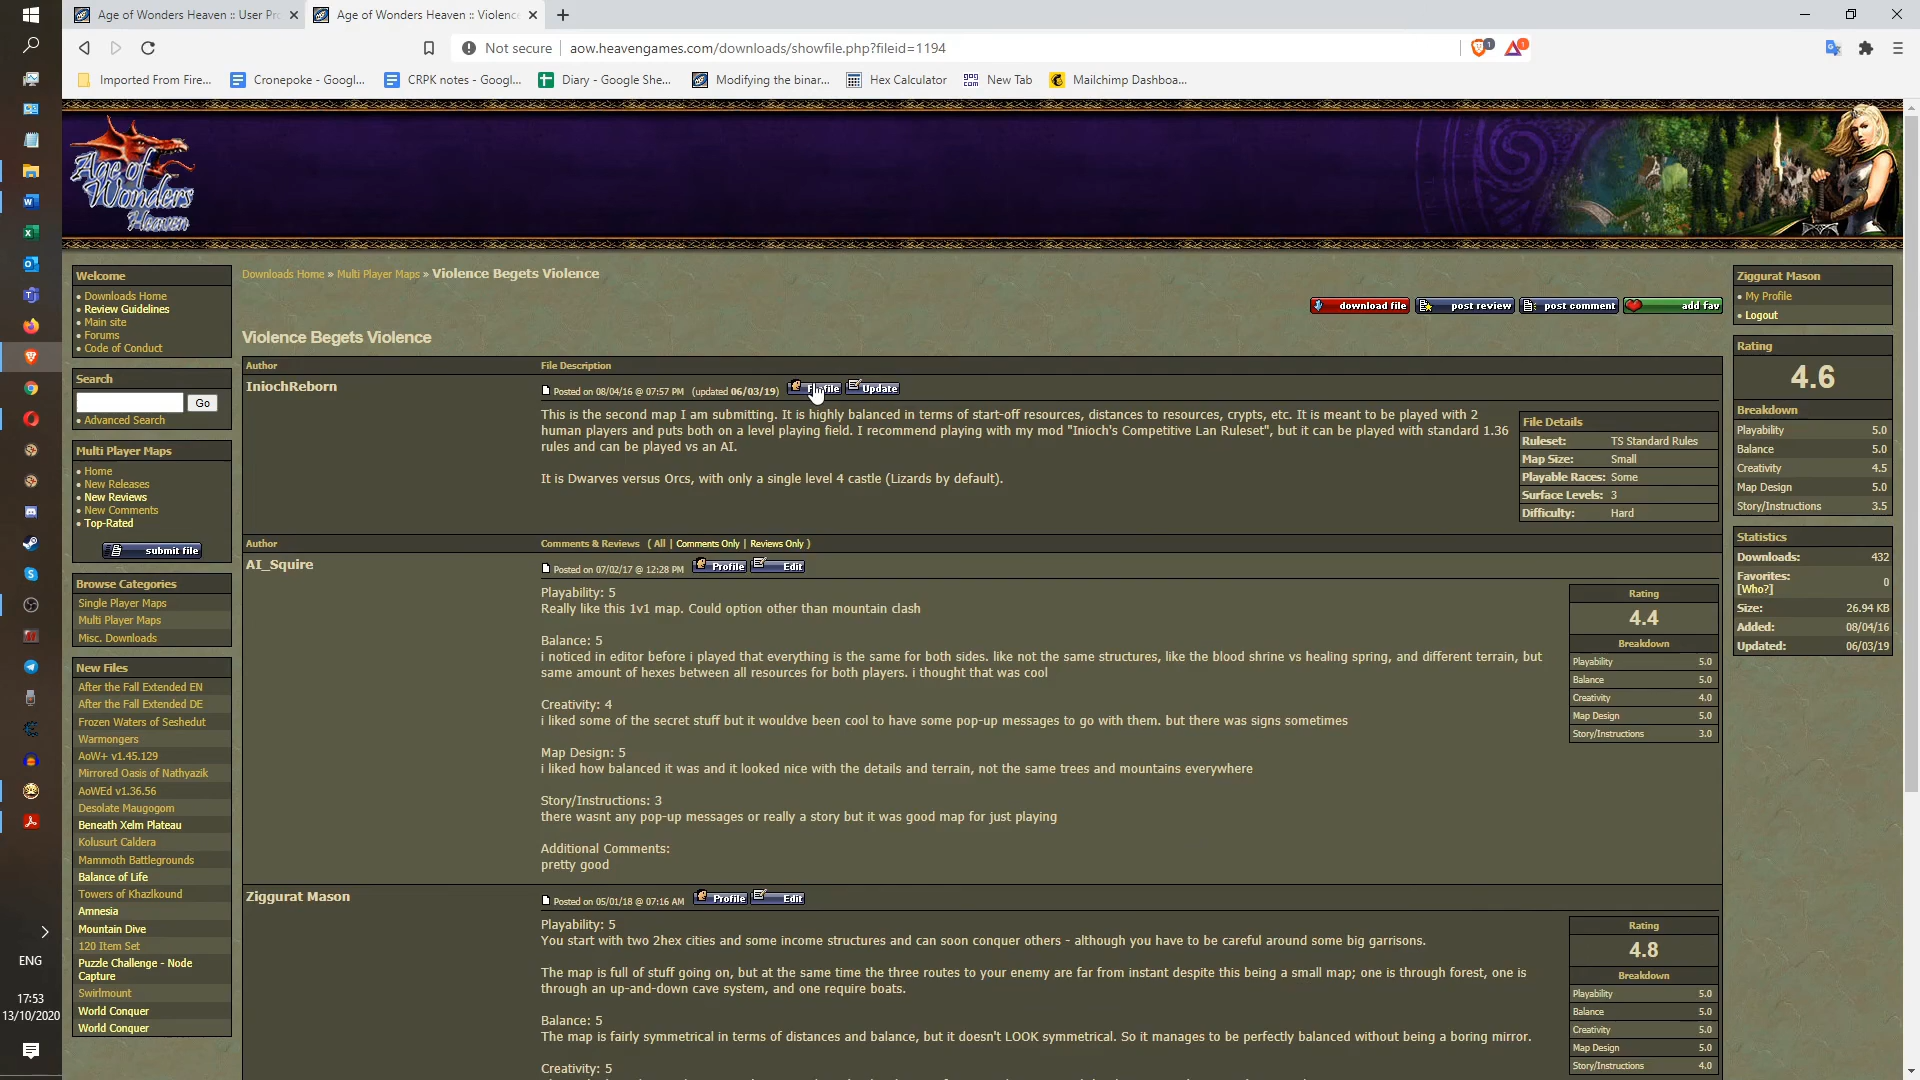 Age of Wonders Heaven :: User Pr
Age of Wonders Heaven :: Violence
Not secure
aow.heavengames.com/downloads/showfile.php?fileid=1194
1
1
Imported From Fire...
Cronepoke - Googl...
CRPK notes - Googl...
Diary - Google She...
Modifying the binar...
Hex Calculator
New Tab
Mailchimp Dashboa...
Age of
Wonders
Heaven
Welcome
Downloads Home
Review Guidelines
Main site
Forums
Code of Conduct
Search
Go
Advanced Search
Multi Player Maps
Home
New Releases
New Reviews
New Comments
Top-Rated
submit file
Browse Categories
Single Player Maps
Multi Player Maps
Misc. Downloads
New Files
After the Fall Extended EN
After the Fall Extended DE
Frozen Waters of Seshedut
Warmongers
AoW+ v1.45.129
Mirrored Oasis of Nathyazik
AoWEd v1.36.56
Desolate Maugogom
Beneath Xelm Plateau
Kolusurt Caldera
Mammoth Battlegrounds
Balance of Life
Towers of Khazlkound
Amnesia
Mountain Dive
120 Item Set
Puzzle Challenge - Node
Capture
Swirlmount
World Conquer
World Conquer
Downloads Home » Multi Player Maps » Violence Begets Violence
download file
post review
post comment
add fav
Violence Begets Violence
Author
File Description
IniochReborn
Posted on 08/04/16 @ 07:57 PM (updated 06/03/19)
Update
This is the second map I am submitting. It is highly balanced in terms of start-off resources, distances to resources, crypts, etc. It is meant to be played with 2
human players and puts both on a level playing field. I recommend playing with my mod "Inioch's Competitive Lan Ruleset", but it can be played with standard 1.36
rules and can be played vs an AI.
It is Dwarves versus Orcs, with only a single level 4 castle (Lizards by default).
File Details
Ruleset: TS Standard Rules
Map Size: Small
Playable Races: Some
Surface Levels: 3
Difficulty: Hard
Author
Comments & Reviews ( All | Comments Only | Reviews Only )
AI_Squire
Posted on 07/02/17 @ 12:28 PM
Profile
Edit
Playability: 5
Really like this 1v1 map. Could option other than mountain clash
Balance: 5
i noticed in editor before i played that everything is the same for both sides. like not the same structures, like the blood shrine vs healing spring, and different terrain, but
same amount of hexes between all resources for both players. i thought that was cool
Creativity: 4
i liked some of the secret stuff but it wouldve been cool to have some pop-up messages to go with them. but there was signs sometimes
Map Design: 5
i liked how balanced it was and it looked nice with the details and terrain, not the same trees and mountains everywhere
Story/Instructions: 3
there wasnt any pop-up messages or really a story but it was good map for just playing
Additional Comments:
pretty good
Rating
4.4
Breakdown
Playability 5.0
Balance 5.0
Creativity 4.0
Map Design 5.0
Story/Instructions 3.0
Ziggurat Mason
Posted on 05/01/18 @ 07:16 AM
Profile
Edit
Playability: 5
You start with two 2hex cities and some income structures and can soon conquer others - although you have to be careful around some big garrisons.
The map is full of stuff going on, but at the same time the three routes to your enemy are far from instant despite this being a small map; one is through forest, one is
through an up-and-down cave system, and one require boats.
Balance: 5
The map is fairly symmetrical in terms of distances and balance, but it doesn't LOOK symmetrical. So it manages to be perfectly balanced without being a boring mirror.
Creativity: 5
Rating
4.8
Breakdown
Playability 5.0
Balance 5.0
Creativity 5.0
Map Design 5.0
Story/Instructions 4.0
Ziggurat Mason
My Profile
Logout
Rating
4.6
Breakdown
Playability 5.0
Balance 5.0
Creativity 4.5
Map Design 5.0
Story/Instructions 3.5
Statistics
Downloads: 432
Favorites: 0
[Who?]
Size: 26.94 KB
Added: 08/04/16
Updated: 06/03/19
ENG
17:53
13/10/2020